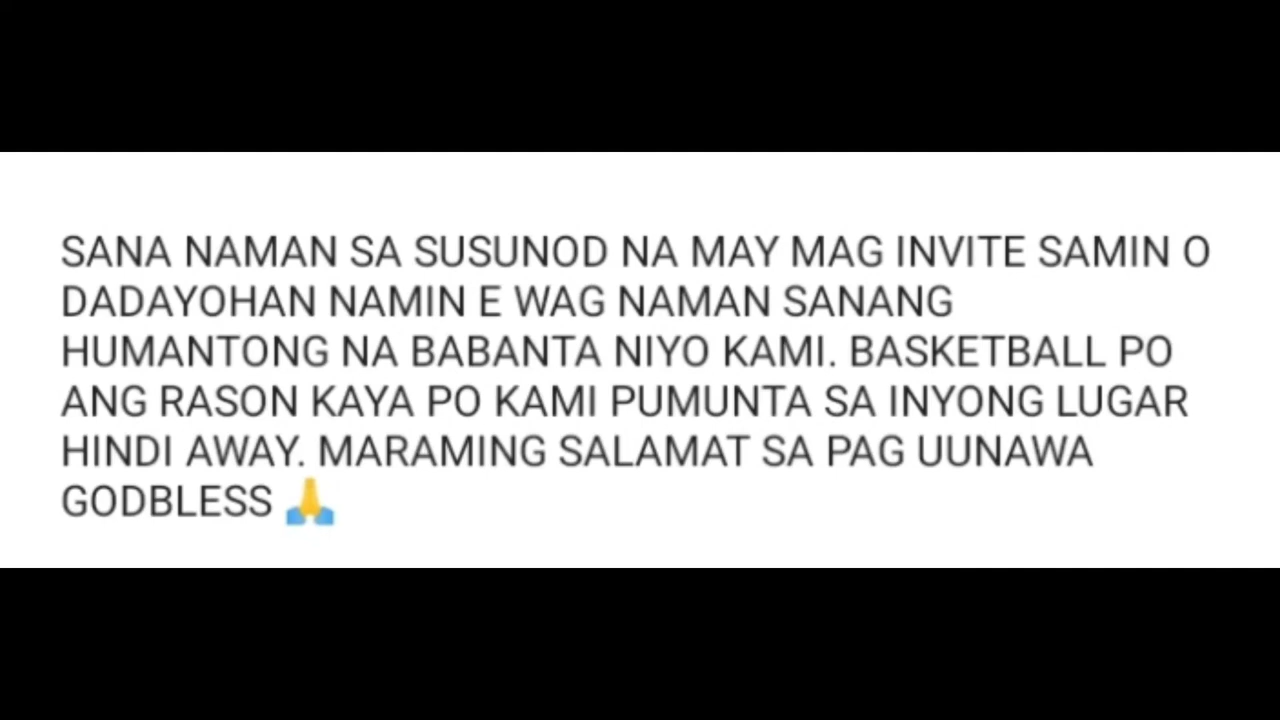 SANA NAMAN SA SUSUNOD NA MAY MAG INVITE SAMIN O
DADAYOHAN NAMIN E WAG NAMAN SANANG
HUMANTONG NA BABANTA NIYO KAMI. BASKETBALL PO
ANG RASON KAYA PO KAMI PUMUNTA SA INYONG LUGAR
HINDI AWAY. MARAMING SALAMAT SA PAG UUNAWA
GODBLESS 🙏